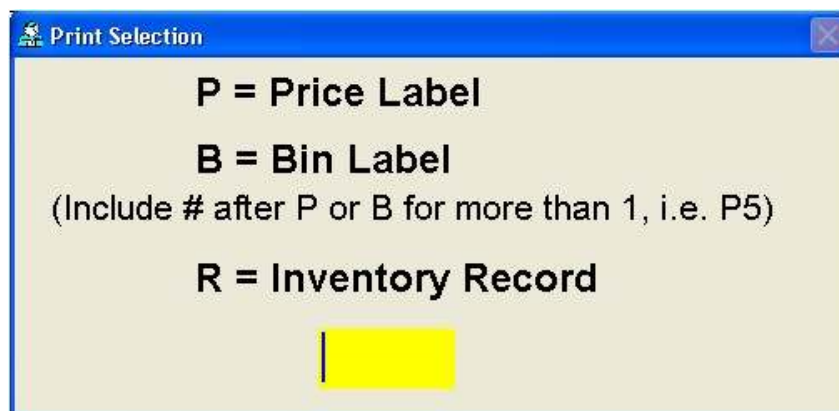 Print Selection
P = Price Label
B = Bin Label
(Include # after P or B for more than 1, i.e. P5)
R = Inventory Record